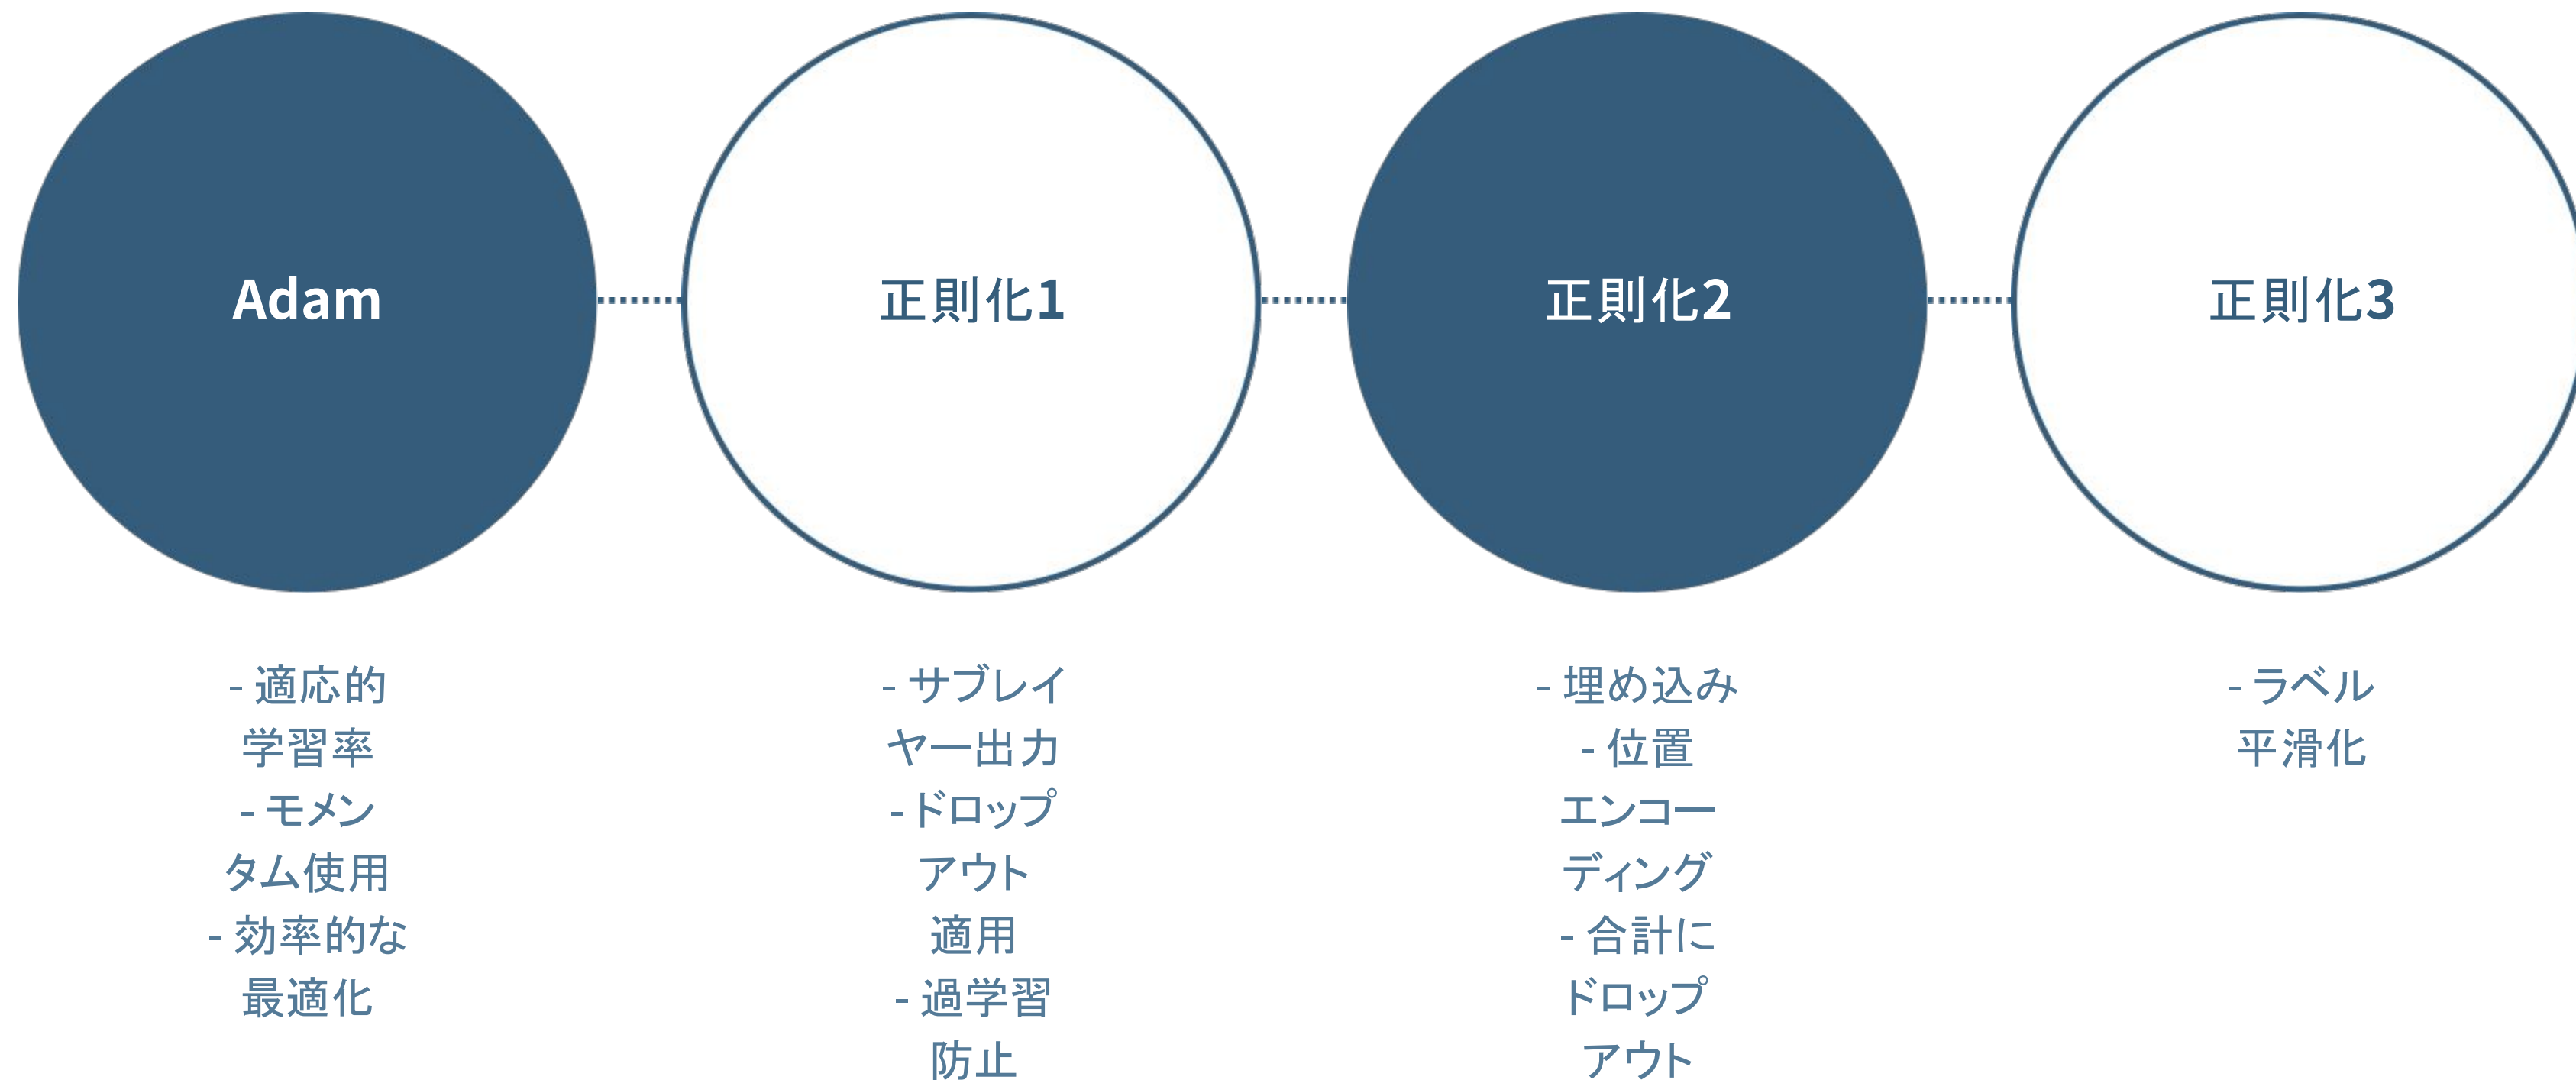 Adam
正則化1
正則化2
正則化3
- 適応的
学習率
- モメン
タム使用
- 効率的な
最適化
- サブレイ
ヤー出力
- ドロップ
アウト
適用
- 過学習
防止
- 埋め込み
- 位置
エンコー
ディング
- 合計に
ドロップ
アウト
- ラベル
平滑化